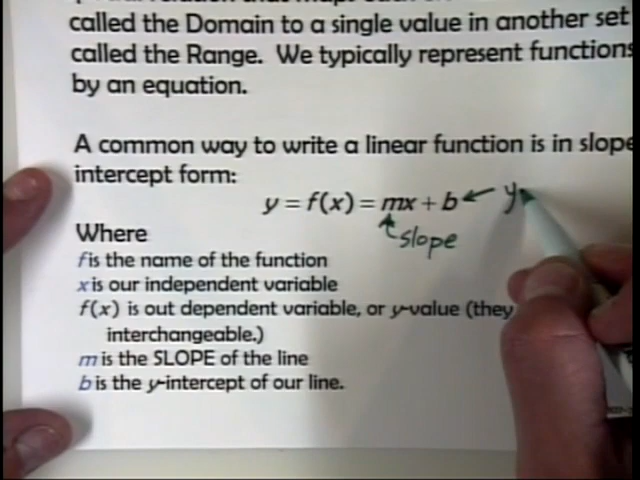 called the Domain to a single value in another set
called the Range. We typically represent functions
by an equation.
A common way to write a linear function is in slope
intercept form:
y = f(x) = mx + b ← y
slope
Where
f is the name of the function
x is our independent variable
f(x) is out dependent variable, or y-value (they
interchangeable.)
m is the SLOPE of the line
b is the y-intercept of our line.